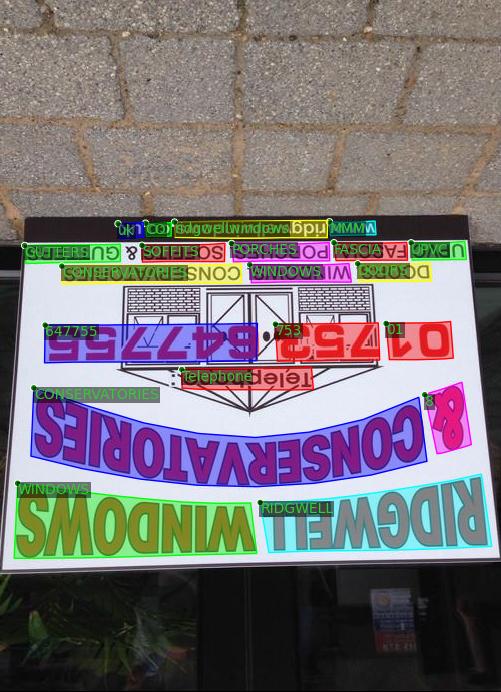 RIDGWELL WINDOWS
& CONSERVATORIES
Telephone:
01753 647755
DOORS WINDOWS CONSERVATORIES
UPVC FASCIA PORCHES SOFFITS & GUTTERS
www.ridgwellwindows.co.uk